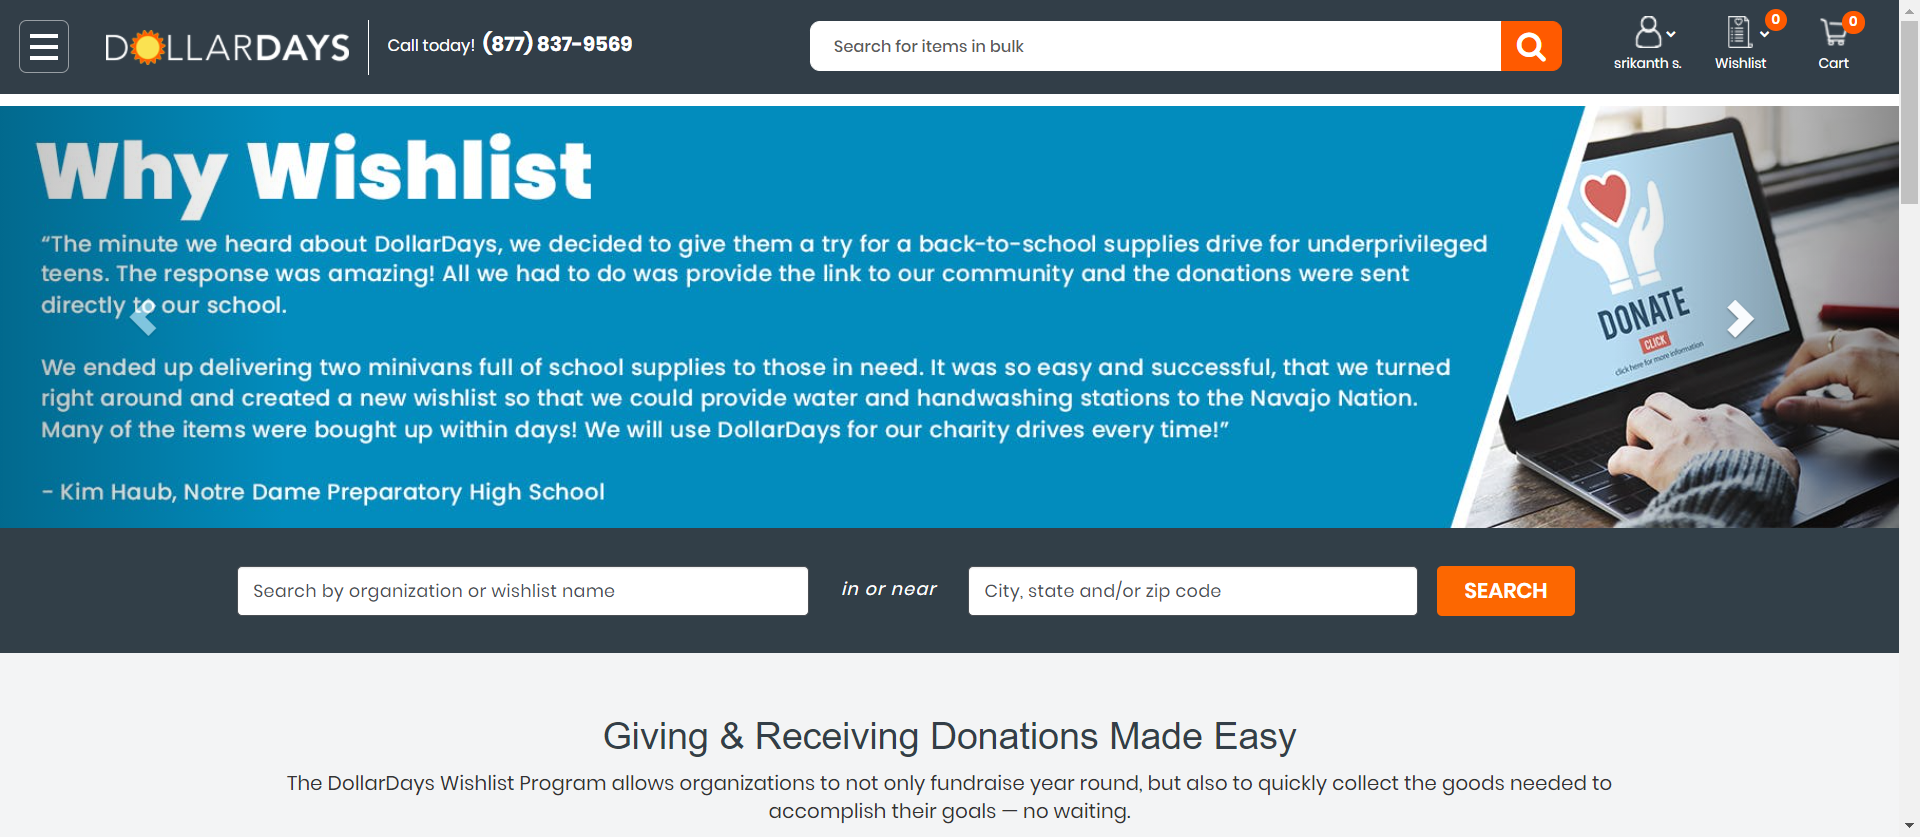 DOLLARDAYS
Call today! (877) 837-9569
Search for items in bulk
srikanth s.
0
Wishlist
0
Cart
Why Wishlist
“The minute we heard about DollarDays, we decided to give them a try for a back-to-school supplies drive for underprivileged
teens. The response was amazing! All we had to do was provide the link to our community and the donations were sent
directly to our school.
We ended up delivering two minivans full of school supplies to those in need. It was so easy and successful, that we turned
right around and created a new wishlist so that we could provide water and handwashing stations to the Navajo Nation.
Many of the items were bought up within days! We will use DollarDays for our charity drives every time!”
- Kim Haub, Notre Dame Preparatory High School
DONATE
CLICK
click here for more information
Search by organization or wishlist name
in or near
City, state and/or zip code
SEARCH
Giving & Receiving Donations Made Easy
The DollarDays Wishlist Program allows organizations to not only fundraise year round, but also to quickly collect the goods needed to
accomplish their goals — no waiting.